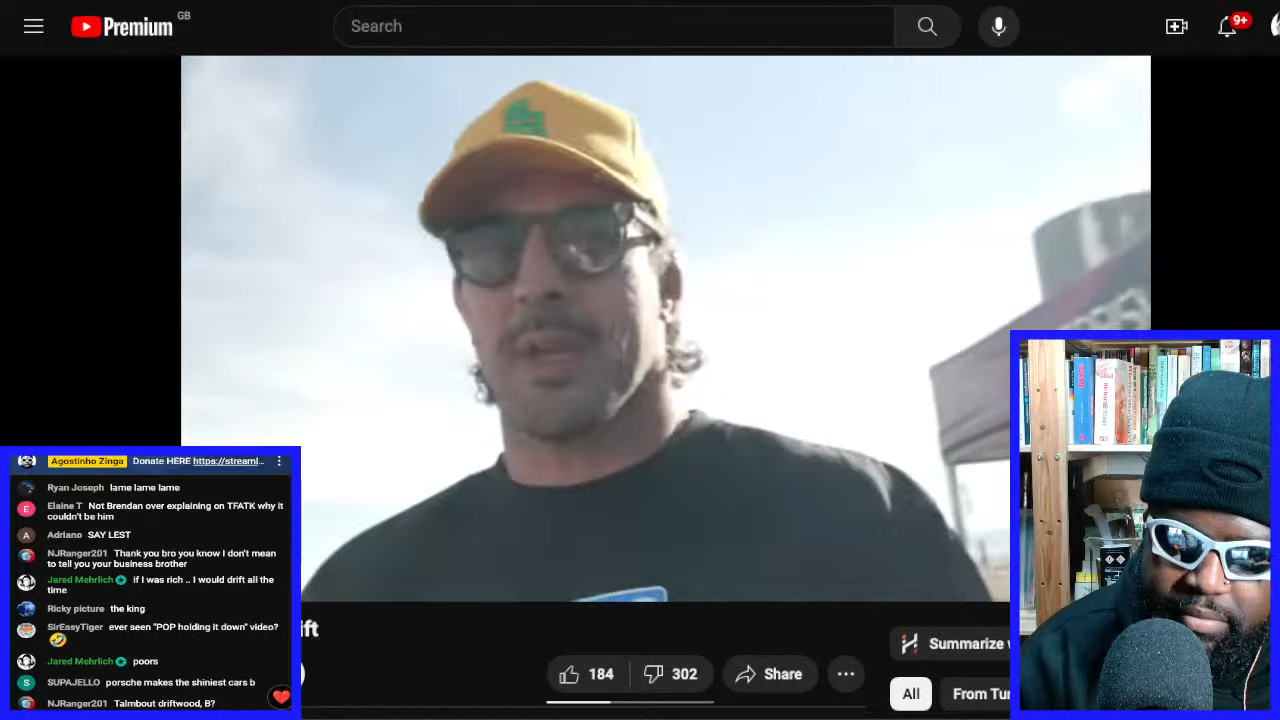 Premium GB
Search
9+
Agostinho Zinga Donate HERE https://streaml...
Ryan Joseph lame lame lame
Elaine T Not Brendan over explaining on TFATK why it
couldn't be him
Adriano SAY LEST
NJRanger201 Thank you bro you know I don't mean
to tell you your business brother
Jared Mehrlich if I was rich .. I would drift all the
time
Ricky picture the king
SirEasyTiger ever seen "POP holding it down" video?
Jared Mehrlich poors
SUPAJELLO porsche makes the shiniest cars b
NJRanger201 Talmbout driftwood, B?
ift
184
302
Share
Summarize
All
From Tu